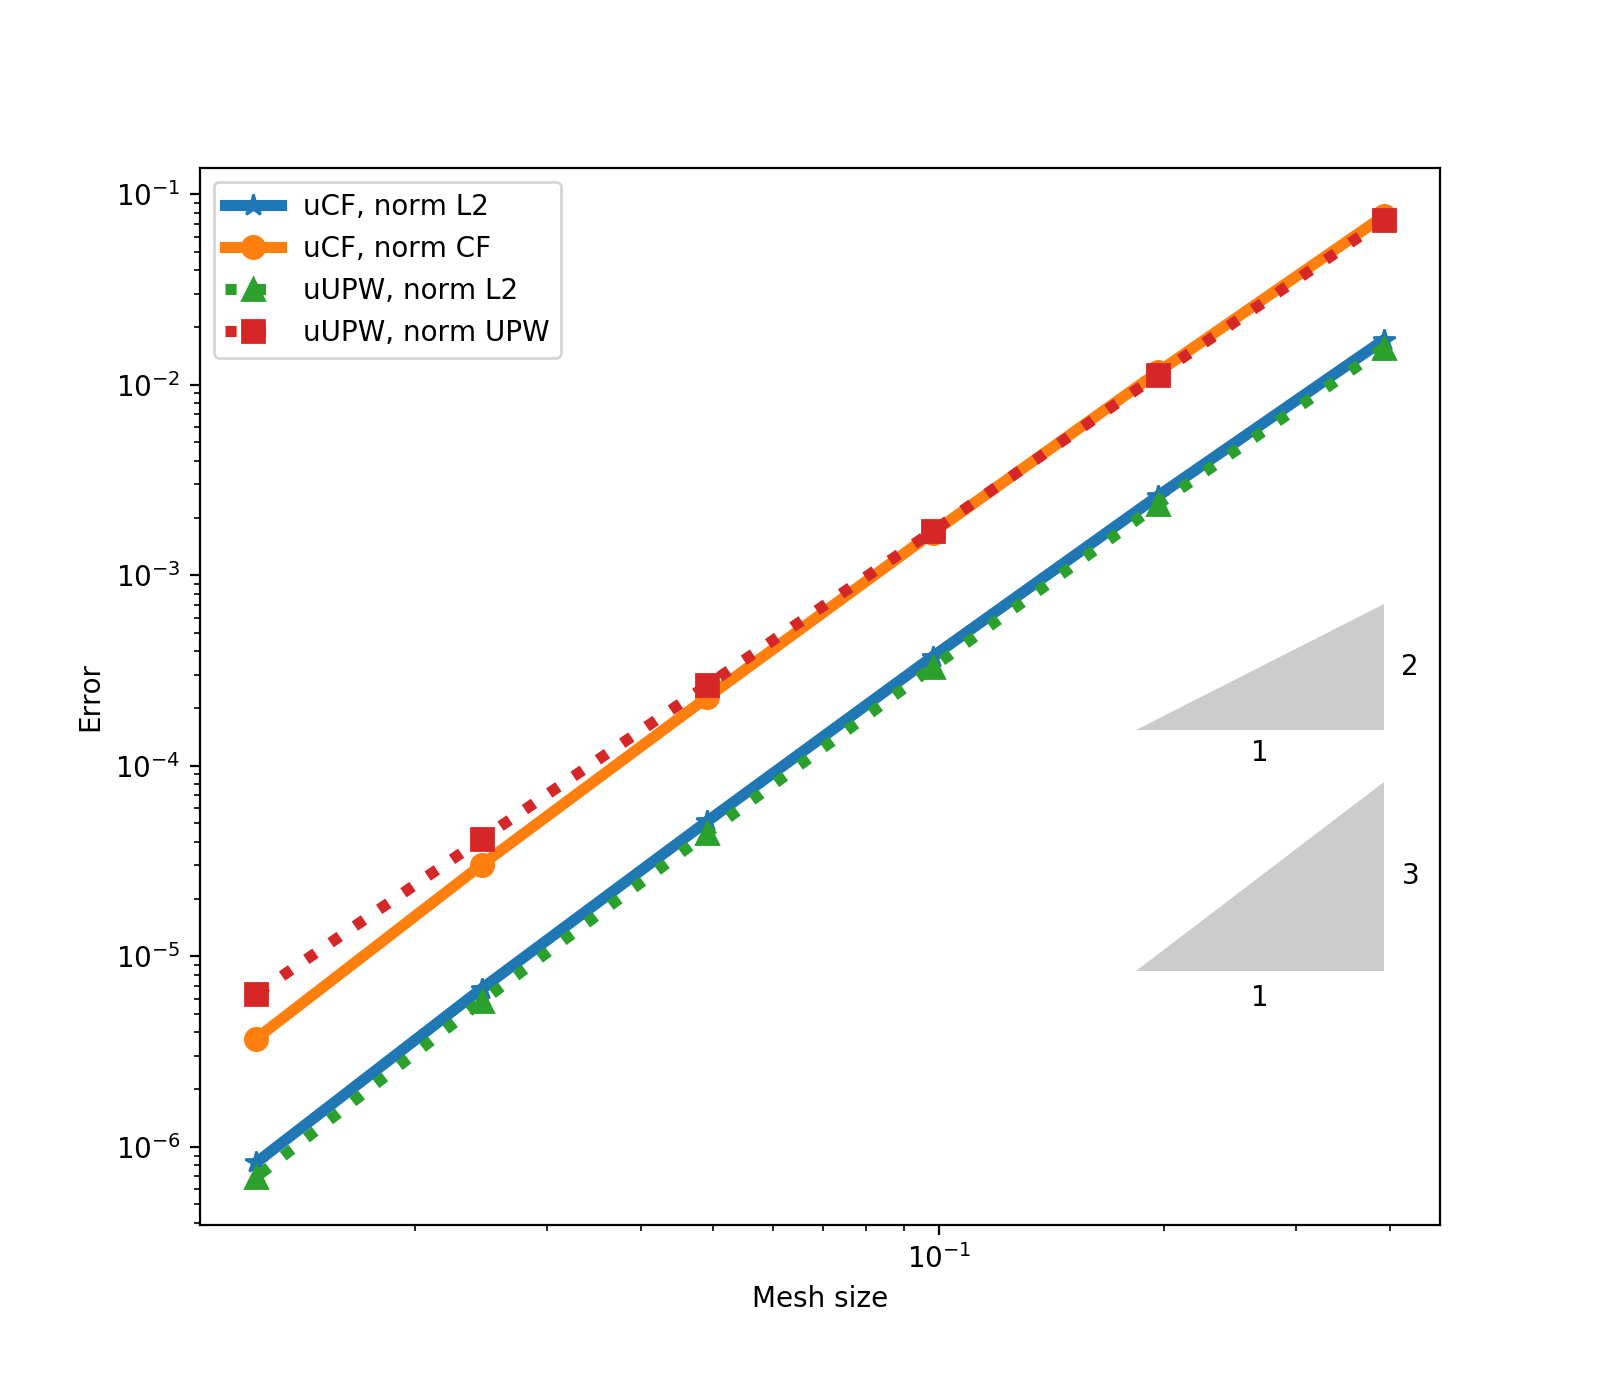 10⁻¹
10⁻²
10⁻³
10⁻⁴
10⁻⁵
10⁻⁶
Error
uCF, norm L2
uCF, norm CF
uUPW, norm L2
uUPW, norm UPW
2
1
3
1
10⁻¹
Mesh size